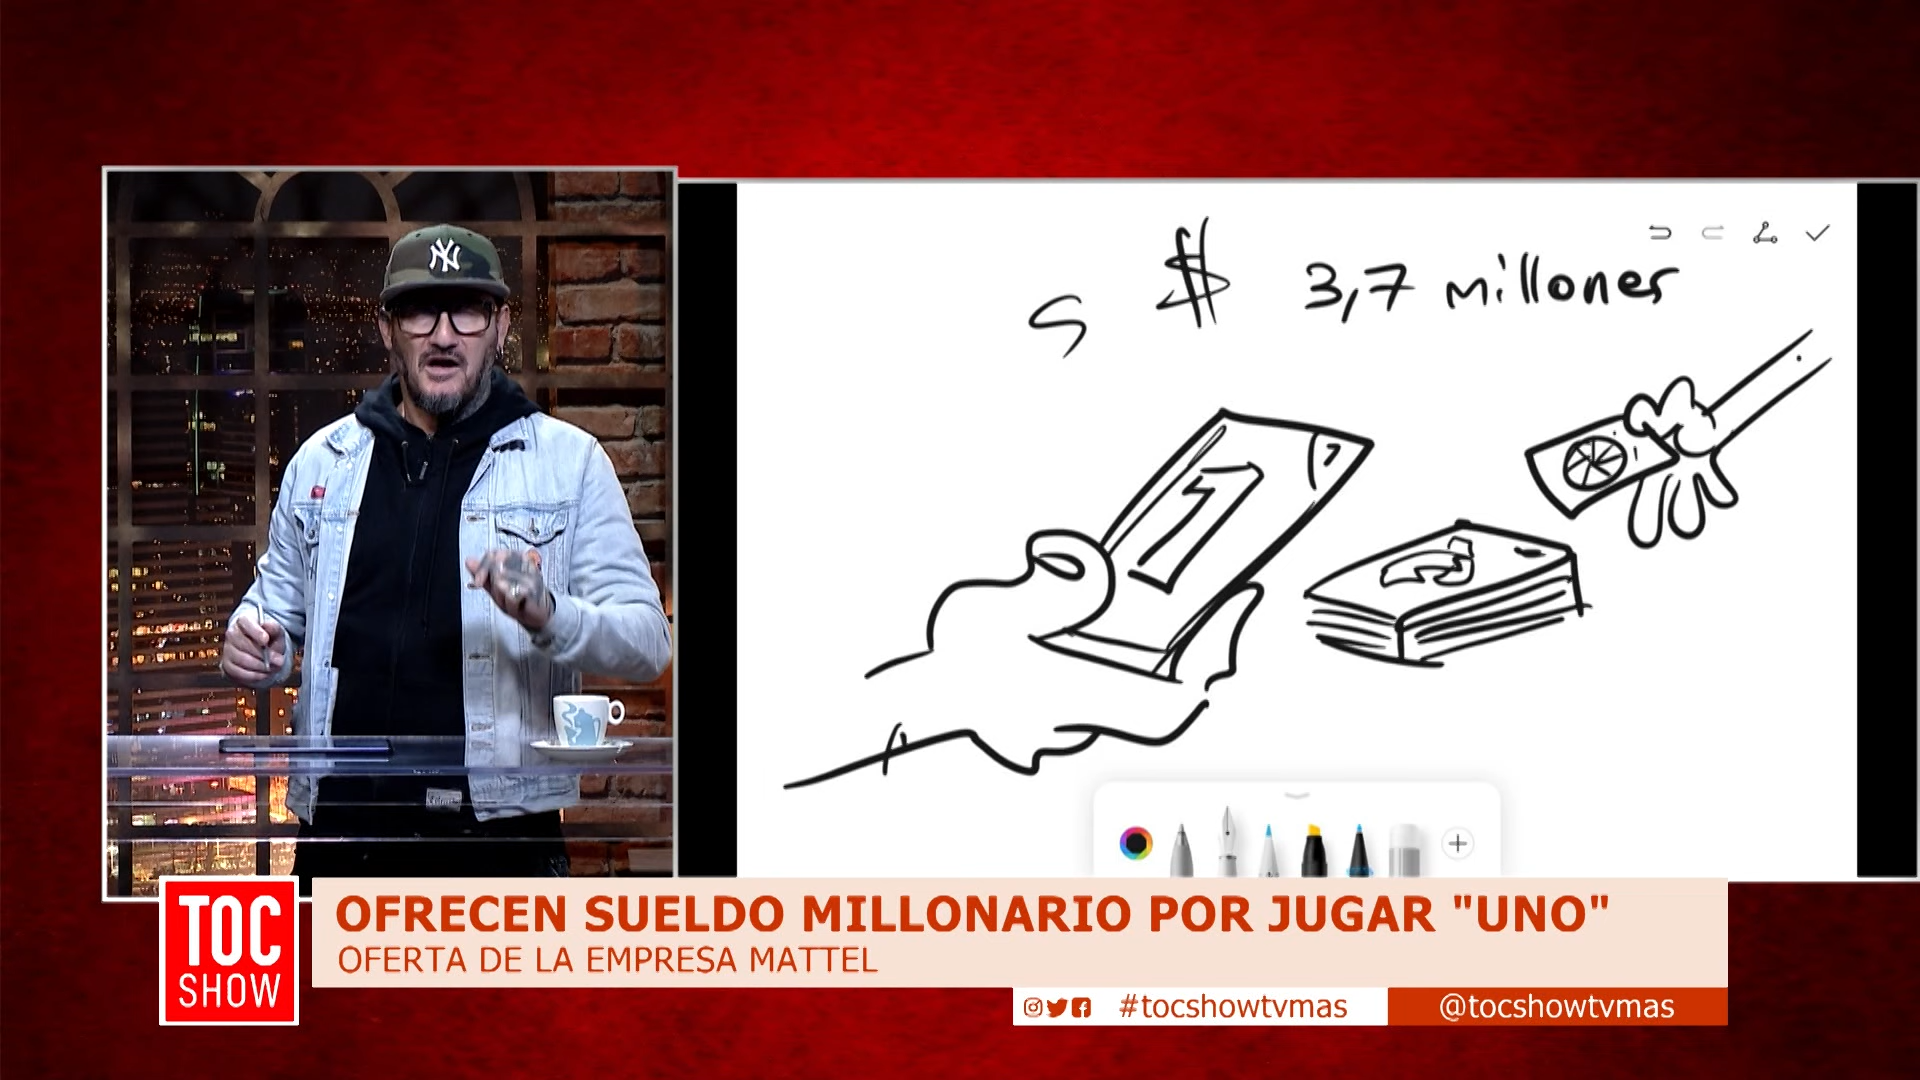 NY
S $ 3,7 millones
1
TOC
SHOW
OFRECEN SUELDO MILLONARIO POR JUGAR "UNO"
OFERTA DE LA EMPRESA MATTEL
#tocshowtvmas
@tocshowtvmas